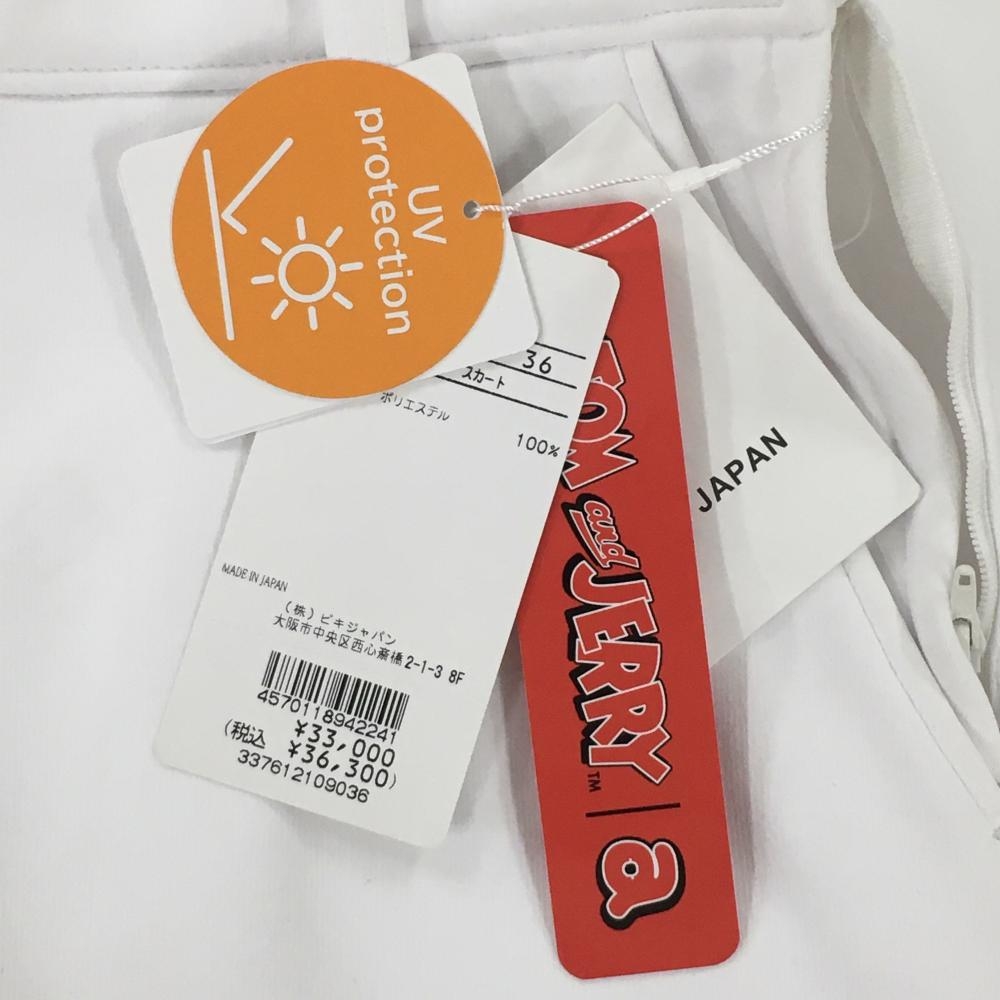 UV
protection
36
スカート
ポリエステル
100%
MADE IN JAPAN
(株)ビキジャパン
大阪市中央区西心斎橋2-1-3 8F
4570118942241
¥33,000
(税込 ¥36,300)
337612109036
TOM
and
JERRY
TM
a
JAPAN